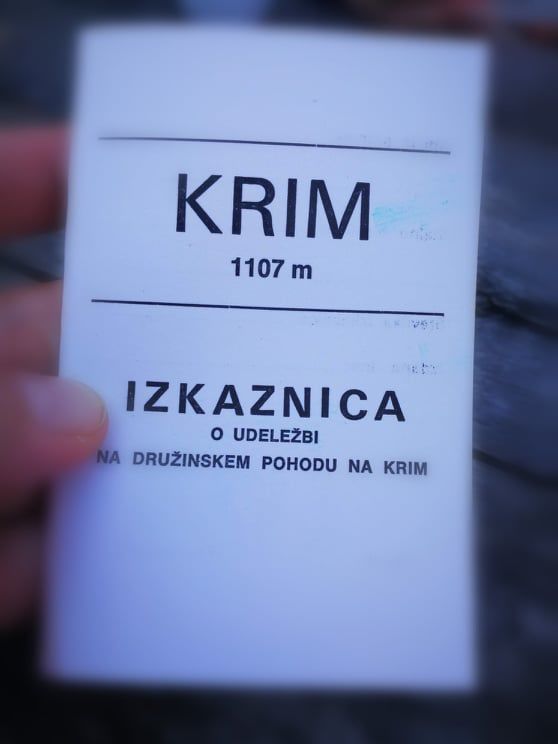 KRIM
1107 m
IZKAZNICA
O UDELEŽBI
NA DRUŽINSKEM POHODU NA KRIM